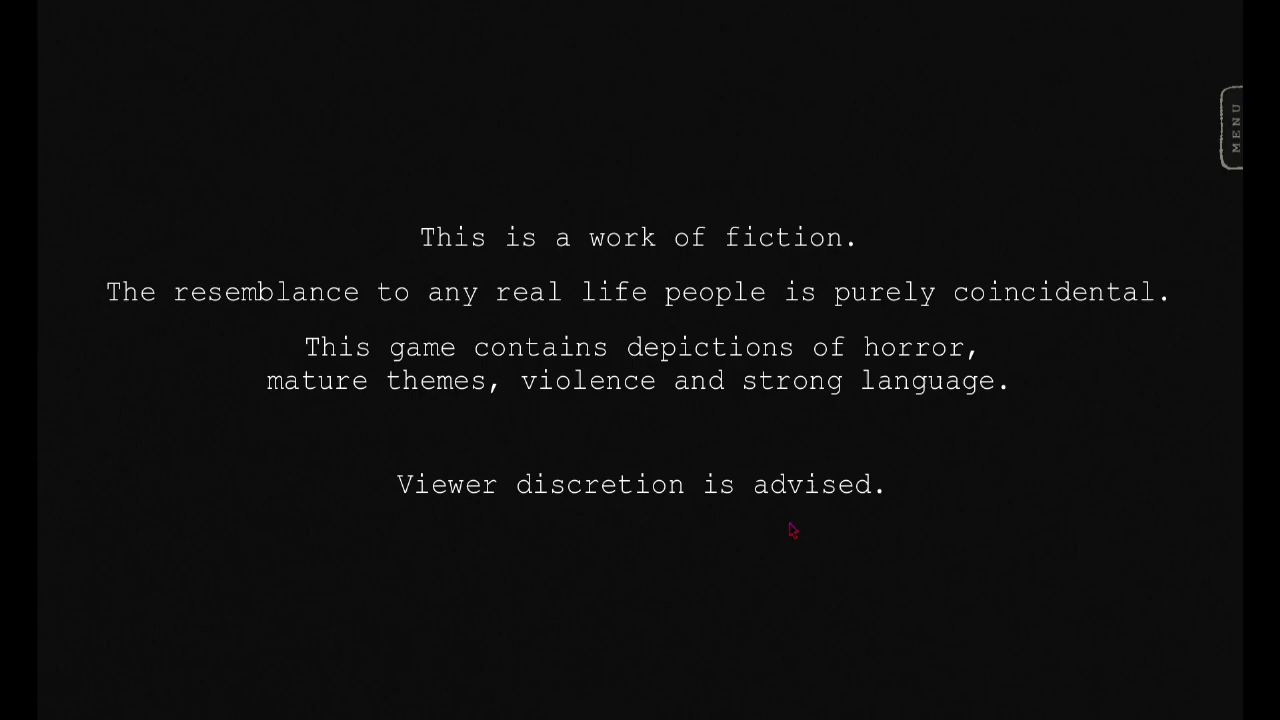 MENU
This is a work of fiction.
The resemblance to any real life people is purely coincidental.
This game contains depictions of horror,
mature themes, violence and strong language.
Viewer discretion is advised.